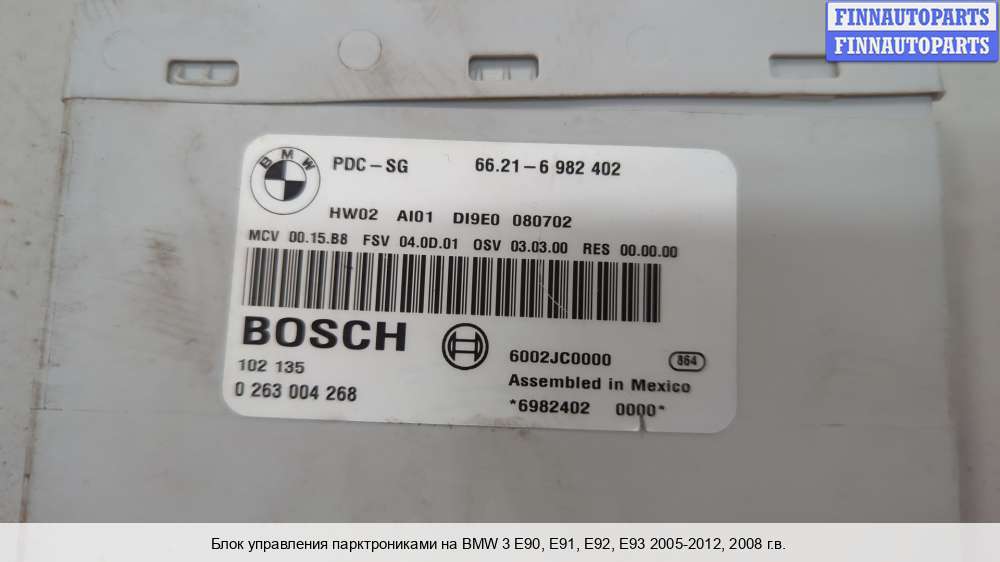 FINNAUTOPARTS
FINNAUTOPARTS
BMW PDC-SG 66.21-6 982 402
HW02 AI01 DI9E0 080702
MCV 00.15.B8 FSV 04.0D.01 OSV 03.03.00 RES 00.00.00
BOSCH
6002JC0000 864
102 135
Assembled in Mexico
0 263 004 268
*6982402 0000*
Блок управления парктрониками на BMW 3 E90, E91, E92, E93 2005-2012, 2008 г.в.